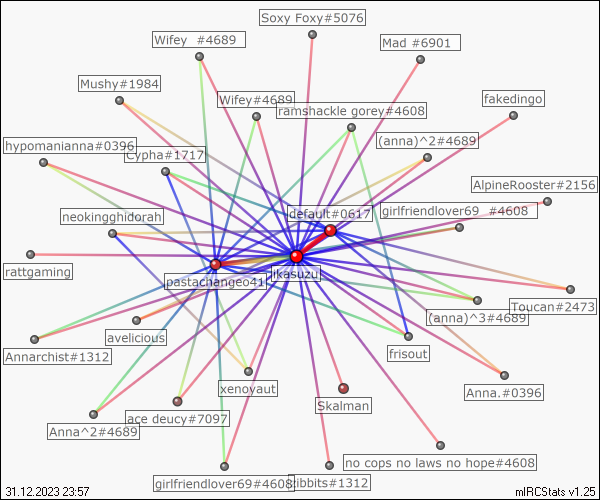 Soxy Foxy#5076
Wifey #4689
Mad #6901
Mushy#1984
Wifey#4689
fakedingo
ramshackle gorey#4608
(anna)^2#4689
hypomanianna#0396
Cypha#1717
AlpineRooster#2156
neokingghidorah
default#0617
girlfriendlover69 #4608
rattgaming
pastachangeo41
Jikasuzu
Toucan#2473
(anna)^3#4689
avelicious
Annarchist#1312
frisout
xenovaut
Anna.#0396
Skalman
ace deucy#7097
Anna^2#4689
no cops no laws no hope#4608
girlfriendlover69#4608
tibbits#1312
31.12.2023 23:57
mIRCStats v1.25